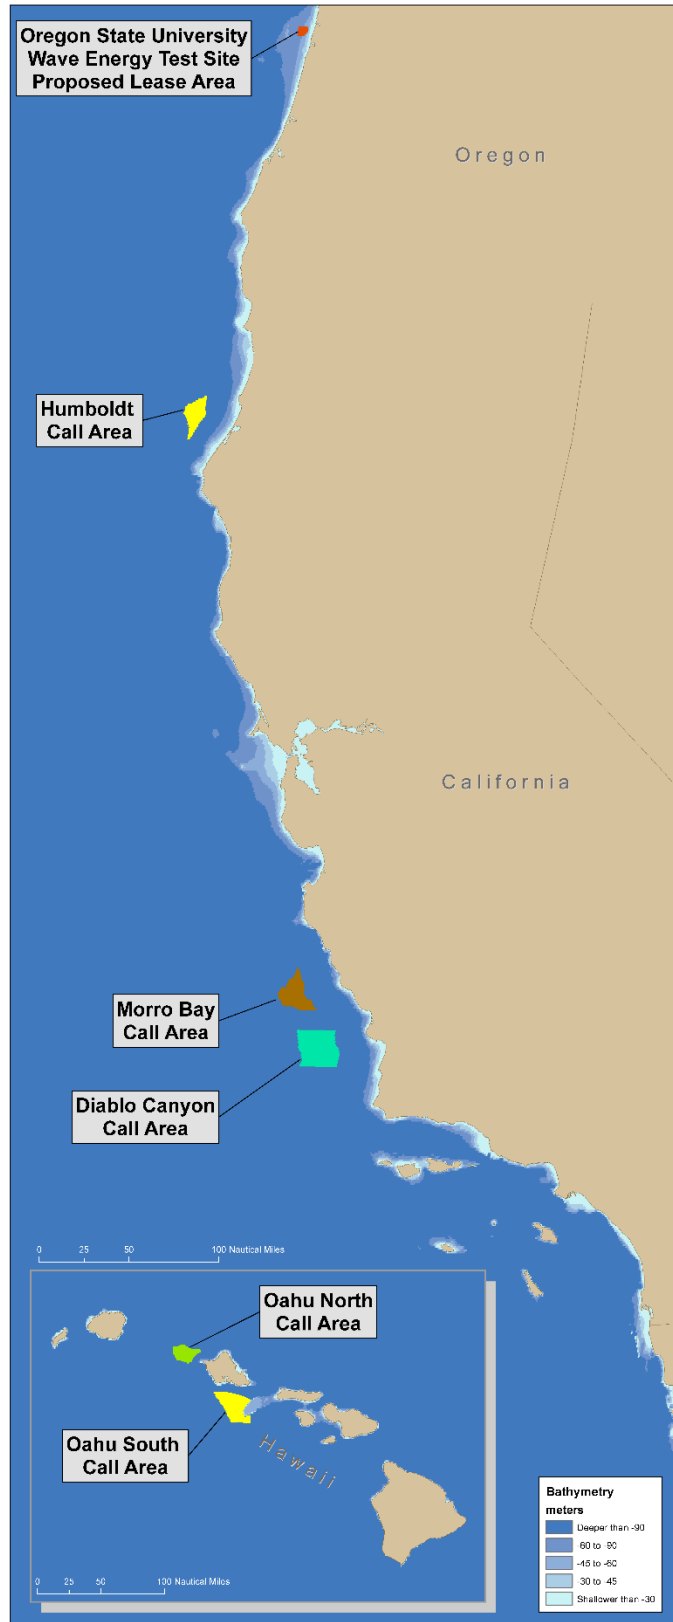 Oregon State University
Wave Energy Test Site
Proposed Lease Area
Oregon
Humboldt
Call Area
California
Morro Bay
Call Area
Diablo Canyon
Call Area
0 25 50 100 Nautical Miles
Oahu North
Call Area
Oahu South
Call Area
Hawaii
0 25 50 100 Nautical Miles
Bathymetry
meters
Deeper than -90
-60 to -90
-45 to -60
-30 to -45
Shallower than -30